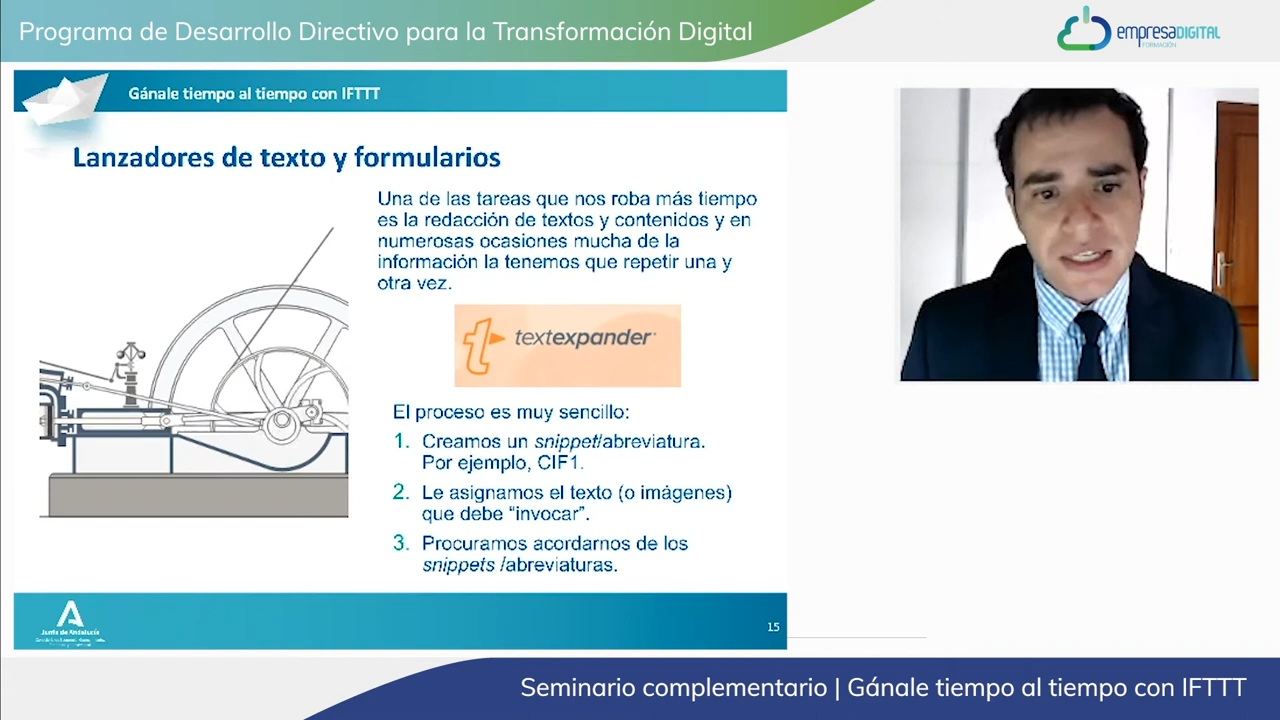 Programa de Desarrollo Directivo para la Transformación Digital
empresaDIGITAL
FORMACIÓN
Gánale tiempo al tiempo con IFTTT
Lanzadores de texto y formularios
Una de las tareas que nos roba más tiempo
es la redacción de textos y contenidos y en
numerosas ocasiones mucha de la
información la tenemos que repetir una y
otra vez.
textexpander
El proceso es muy sencillo:
1. Creamos un snippet/abreviatura.
Por ejemplo, CIF1.
2. Le asignamos el texto (o imágenes)
que debe “invocar”.
3. Procuramos acordarnos de los
snippets /abreviaturas.
Junta de Andalucía
15
Seminario complementario | Gánale tiempo al tiempo con IFTTT